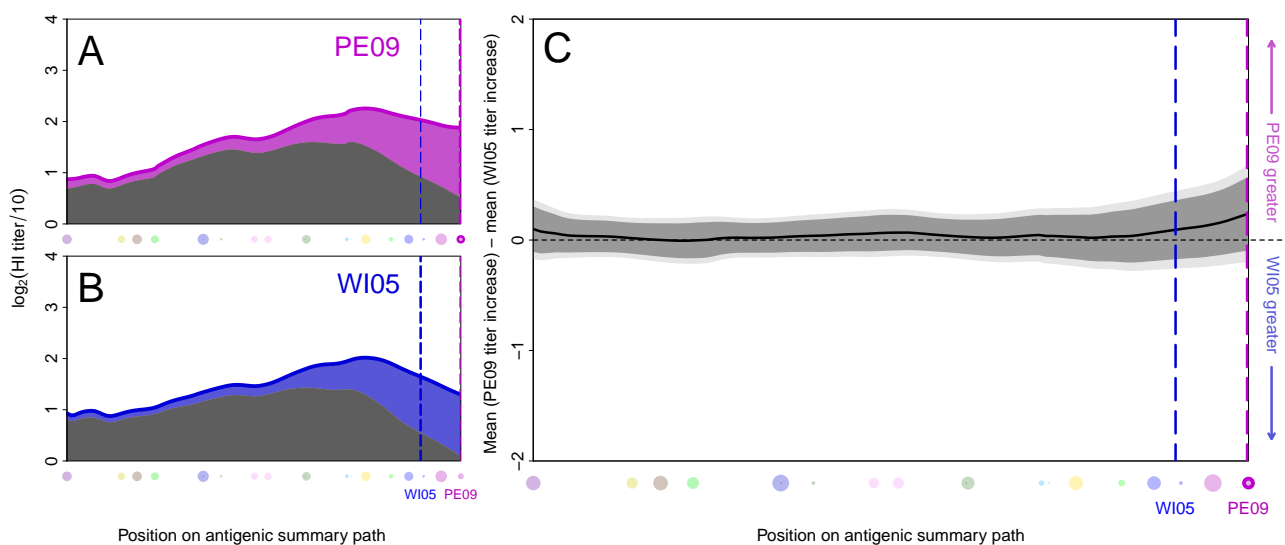 A
PE09
4
3
2
1
0
B
WI05
4
3
2
1
0
log2(HI titer/10)
WI05
PE09
Position on antigenic summary path
C
2
1
0
−1
−2
Mean (PE09 titer increase) − mean (WI05 titer increase)
PE09 greater
WI05 greater
WI05
PE09
Position on antigenic summary path